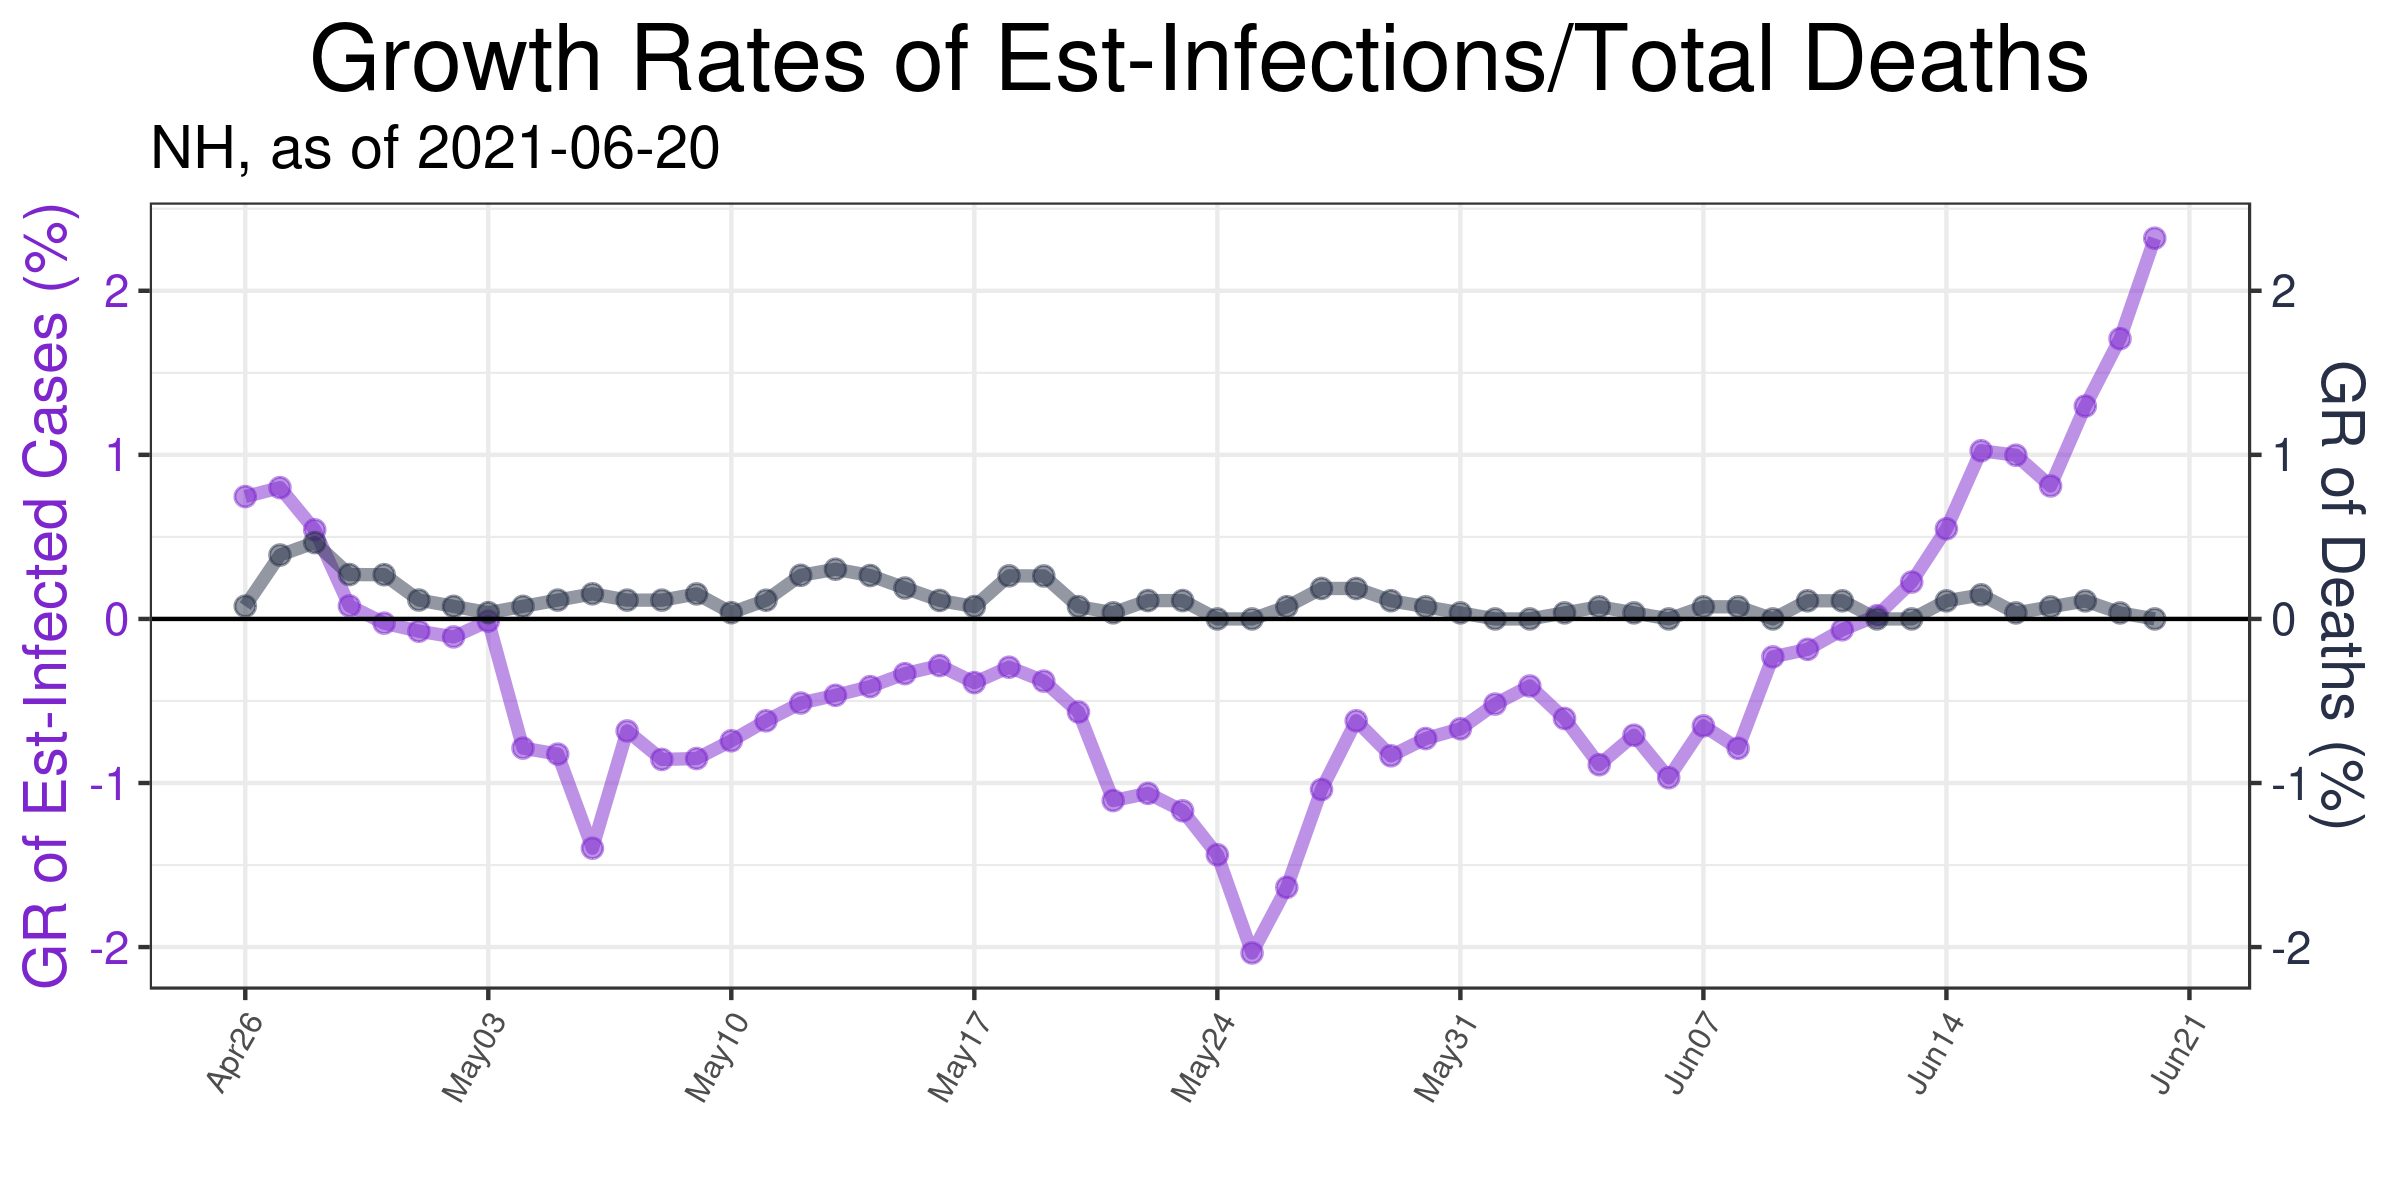 Growth Rates of Est-Infections/Total Deaths
NH, as of 2021-06-20
GR of Est-Infected Cases (%)
2
1
0
-1
-2
2
1
0
-1
-2
GR of Deaths (%)
Apr26
May03
May10
May17
May24
May31
Jun07
Jun14
Jun21